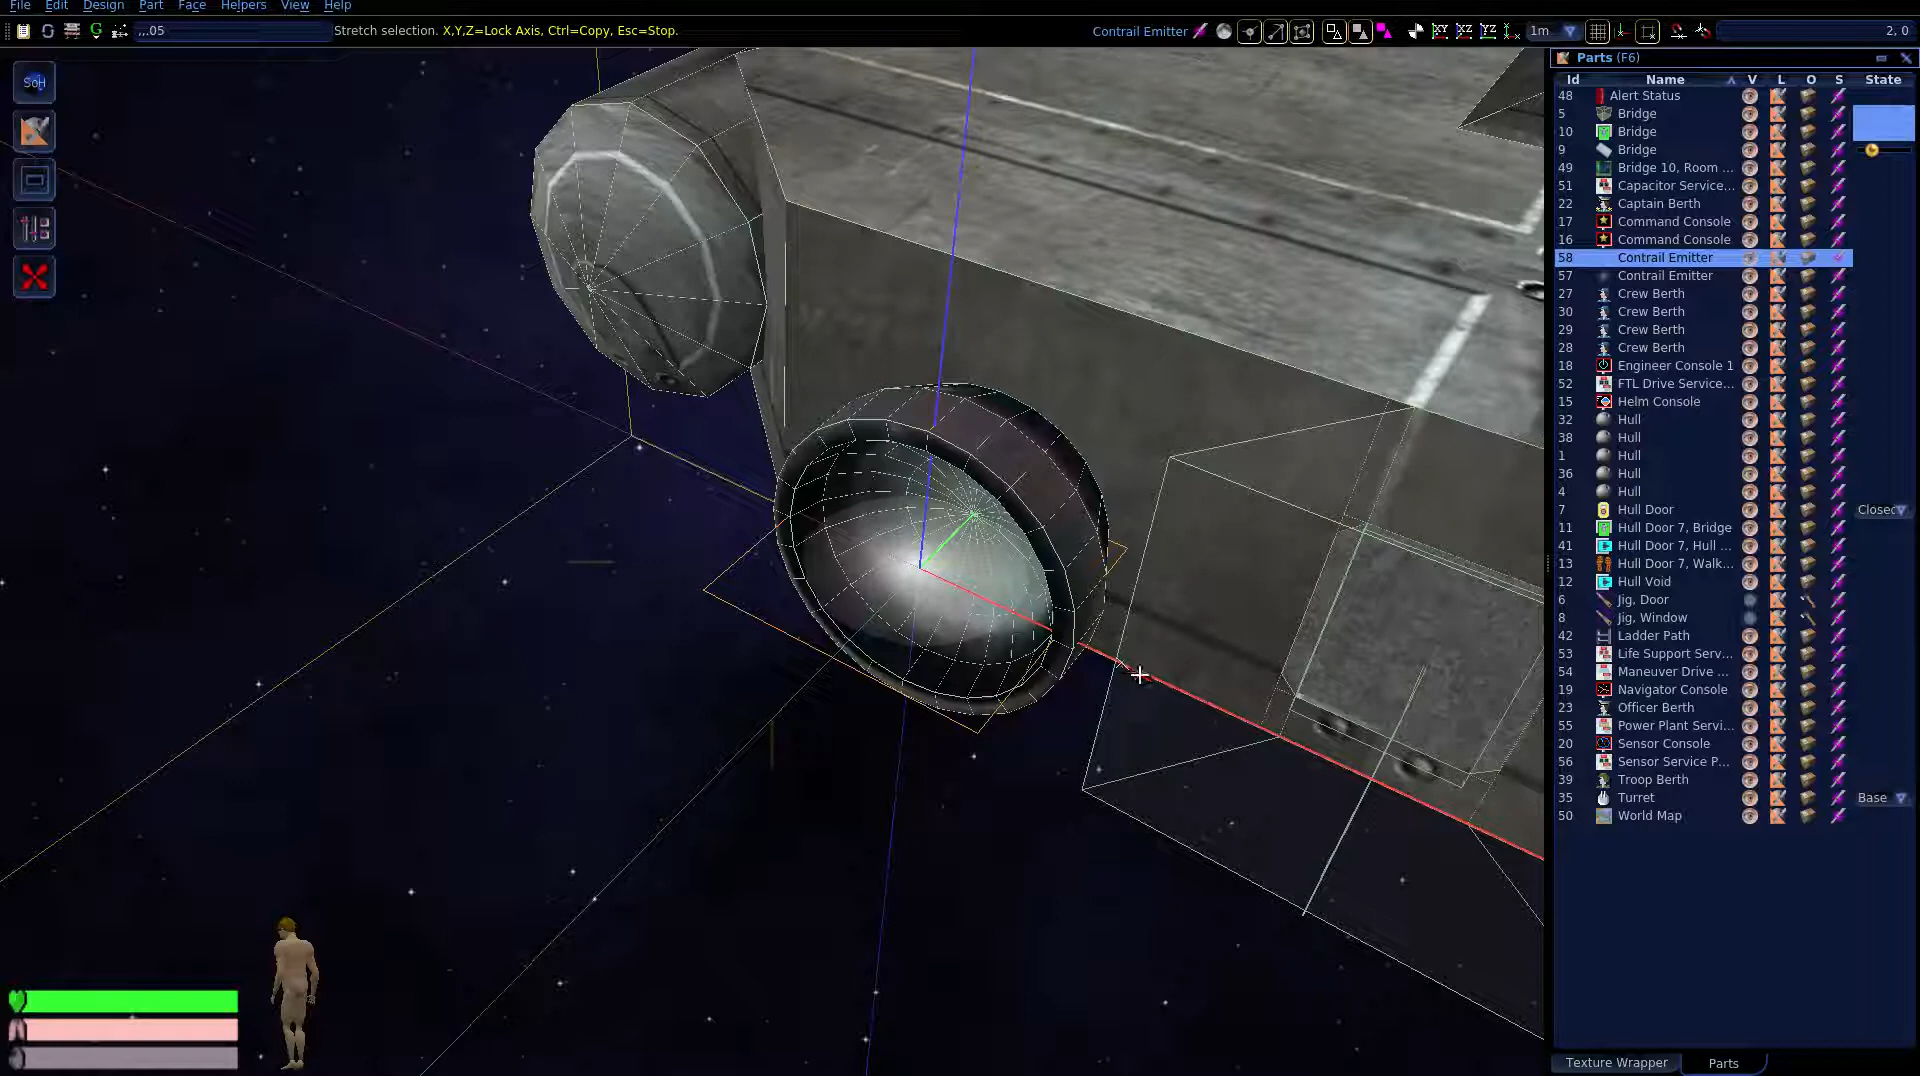 File Edit Design Part Face Helpers View Help
,,,05 Stretch selection. X,Y,Z=Lock Axis, Ctrl=Copy, Esc=Stop. Contrail Emitter XY XZ YZ 1m 2, 0
SoH
Parts (F6)
Id Name V L O S State
48 Alert Status
5 Bridge
10 Bridge
9 Bridge
49 Bridge 10, Room ...
51 Capacitor Service...
22 Captain Berth
17 Command Console
16 Command Console
58 Contrail Emitter
57 Contrail Emitter
27 Crew Berth
30 Crew Berth
29 Crew Berth
28 Crew Berth
18 Engineer Console 1
52 FTL Drive Service...
15 Helm Console
32 Hull
38 Hull
1 Hull
36 Hull
4 Hull
7 Hull Door Closed
11 Hull Door 7, Bridge
41 Hull Door 7, Hull ...
13 Hull Door 7, Walk...
12 Hull Void
6 Jig, Door
8 Jig, Window
42 Ladder Path
53 Life Support Serv...
54 Maneuver Drive ...
19 Navigator Console
23 Officer Berth
55 Power Plant Servi...
20 Sensor Console
56 Sensor Service P...
39 Troop Berth
35 Turret Base
50 World Map
Texture Wrapper Parts